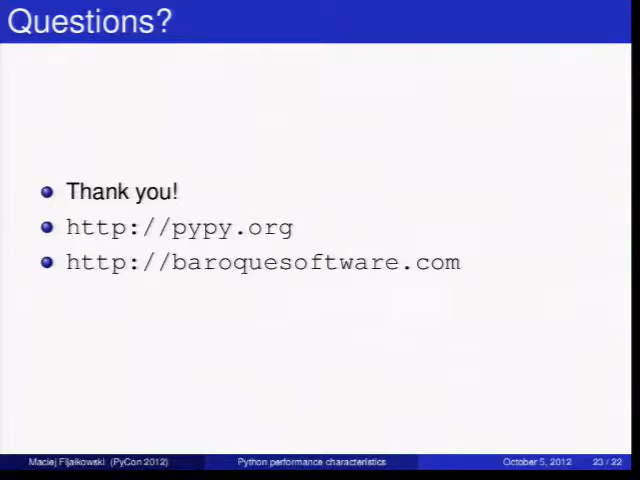 Questions?
Thank you!
http://pypy.org
http://baroquesoftware.com
Maciej Fijałkowski (PyCon 2012) Python performance characteristics October 5, 2012 23 / 22